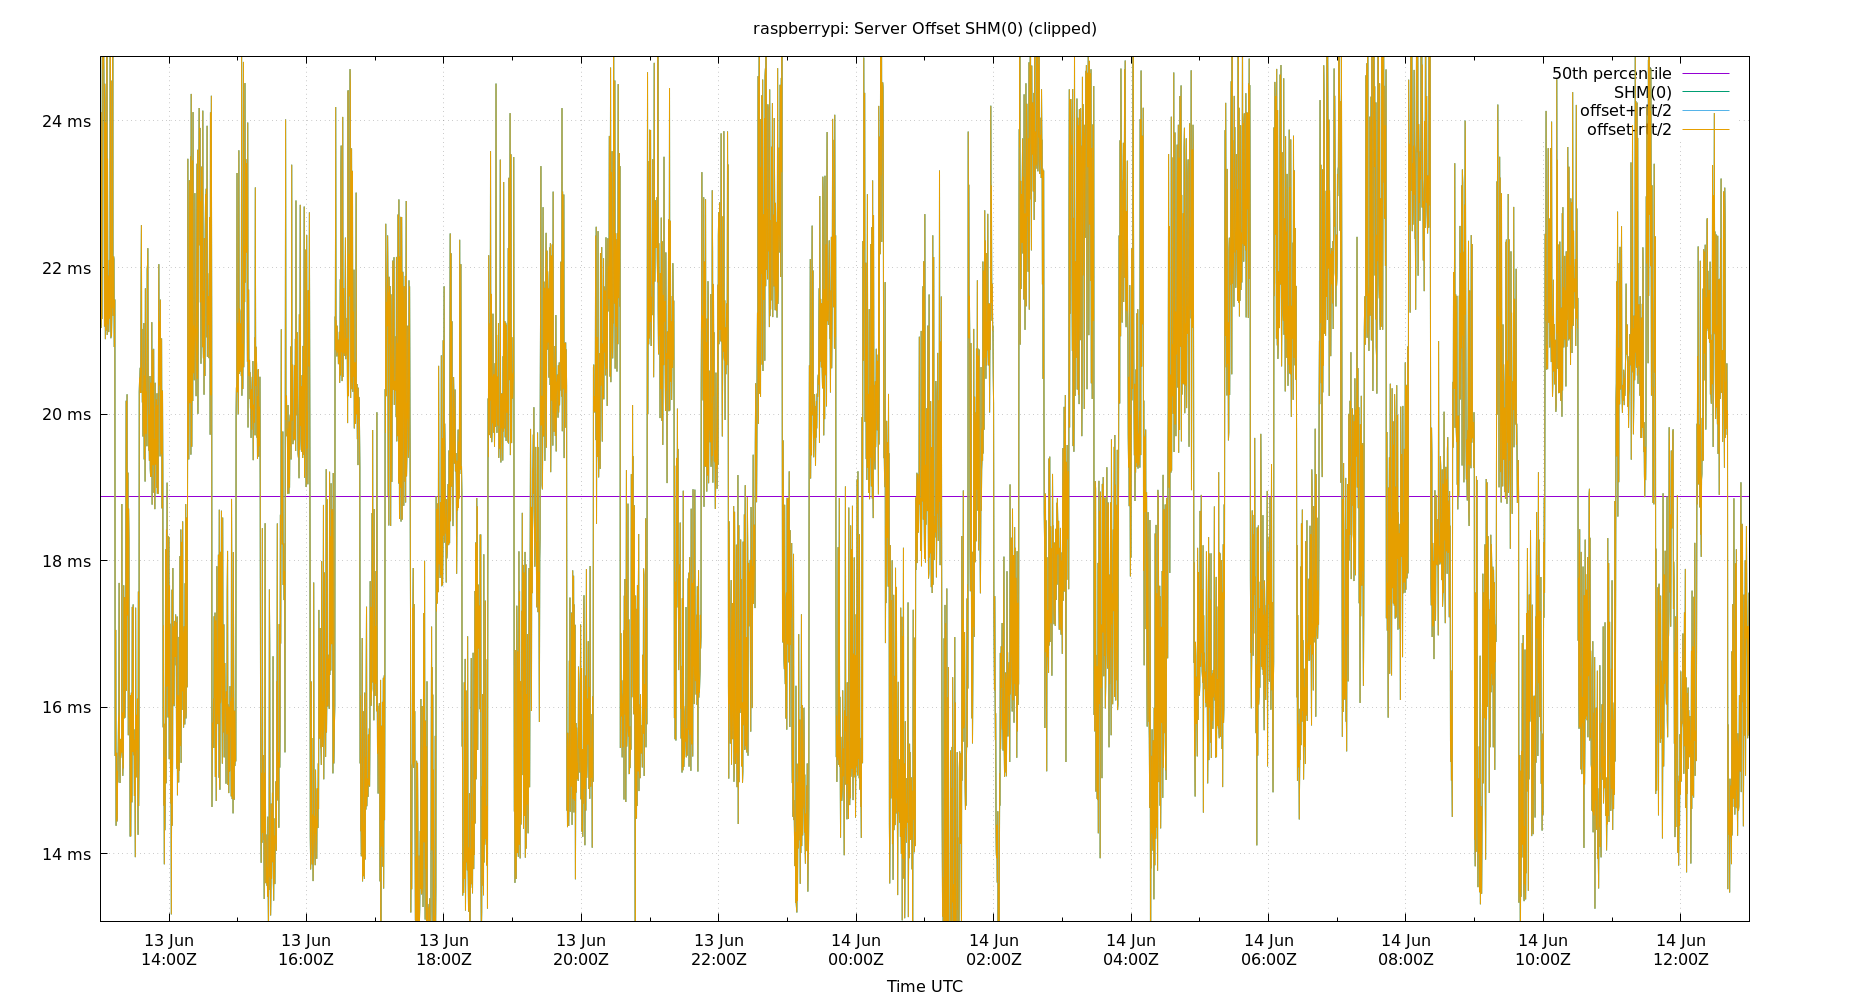 raspberrypi: Server Offset SHM(0) (clipped)
50th percentile
SHM(0)
offset+rtt/2
offset-rtt/2
24 ms
22 ms
20 ms
18 ms
16 ms
14 ms
13 Jun 13 Jun 13 Jun 13 Jun 13 Jun 14 Jun 14 Jun 14 Jun 14 Jun 14 Jun 14 Jun 14 Jun
14:00Z 16:00Z 18:00Z 20:00Z 22:00Z 00:00Z 02:00Z 04:00Z 06:00Z 08:00Z 10:00Z 12:00Z
Time UTC